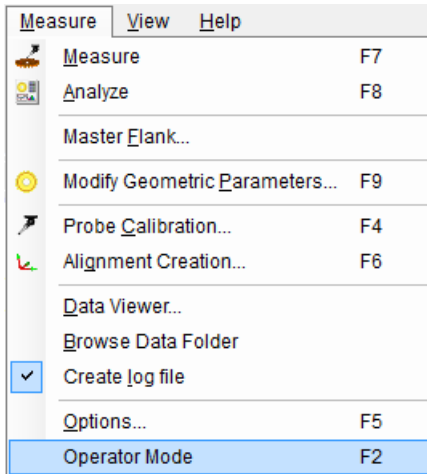 Measure View Help
Measure F7
Analyze F8
Master Flank...
Modify Geometric Parameters... F9
Probe Calibration... F4
Alignment Creation... F6
Data Viewer...
Browse Data Folder
Create log file
Options... F5
Operator Mode F2